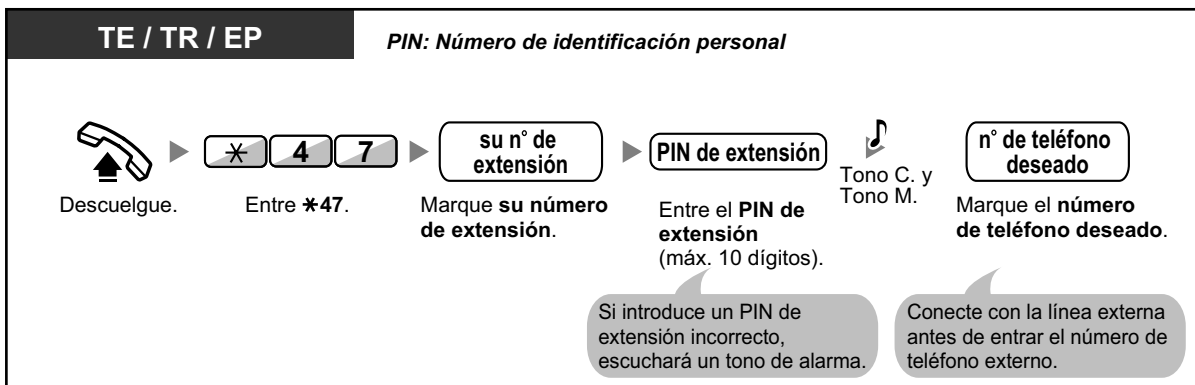 TE / TR / EP
PIN: Número de identificación personal
* 4 7
su n° de
extensión
PIN de extensión
n° de teléfono
deseado
Descuelgue.
Entre *47.
Marque su número
de extensión.
Entre el PIN de
extensión
(máx. 10 dígitos).
Tono C. y
Tono M.
Marque el número
de teléfono deseado.
Si introduce un PIN de
extensión incorrecto,
escuchará un tono de alarma.
Conecte con la línea externa
antes de entrar el número de
teléfono externo.